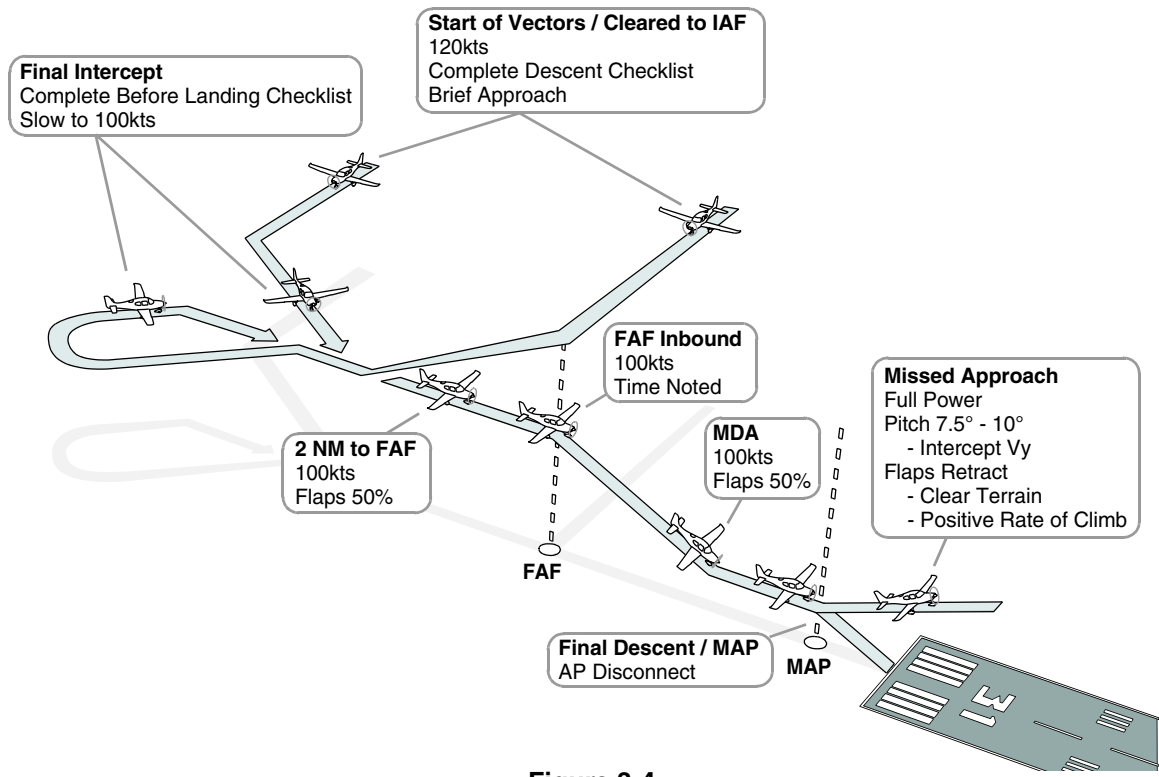 Start of Vectors / Cleared to IAF
120kts
Complete Descent Checklist
Brief Approach
Final Intercept
Complete Before Landing Checklist
Slow to 100kts
FAF Inbound
100kts
Time Noted
2 NM to FAF
100kts
Flaps 50%
MDA
100kts
Flaps 50%
Missed Approach
Full Power
Pitch 7.5° - 10°
- Intercept Vy
Flaps Retract
- Clear Terrain
- Positive Rate of Climb
FAF
Final Descent / MAP
AP Disconnect
MAP
13